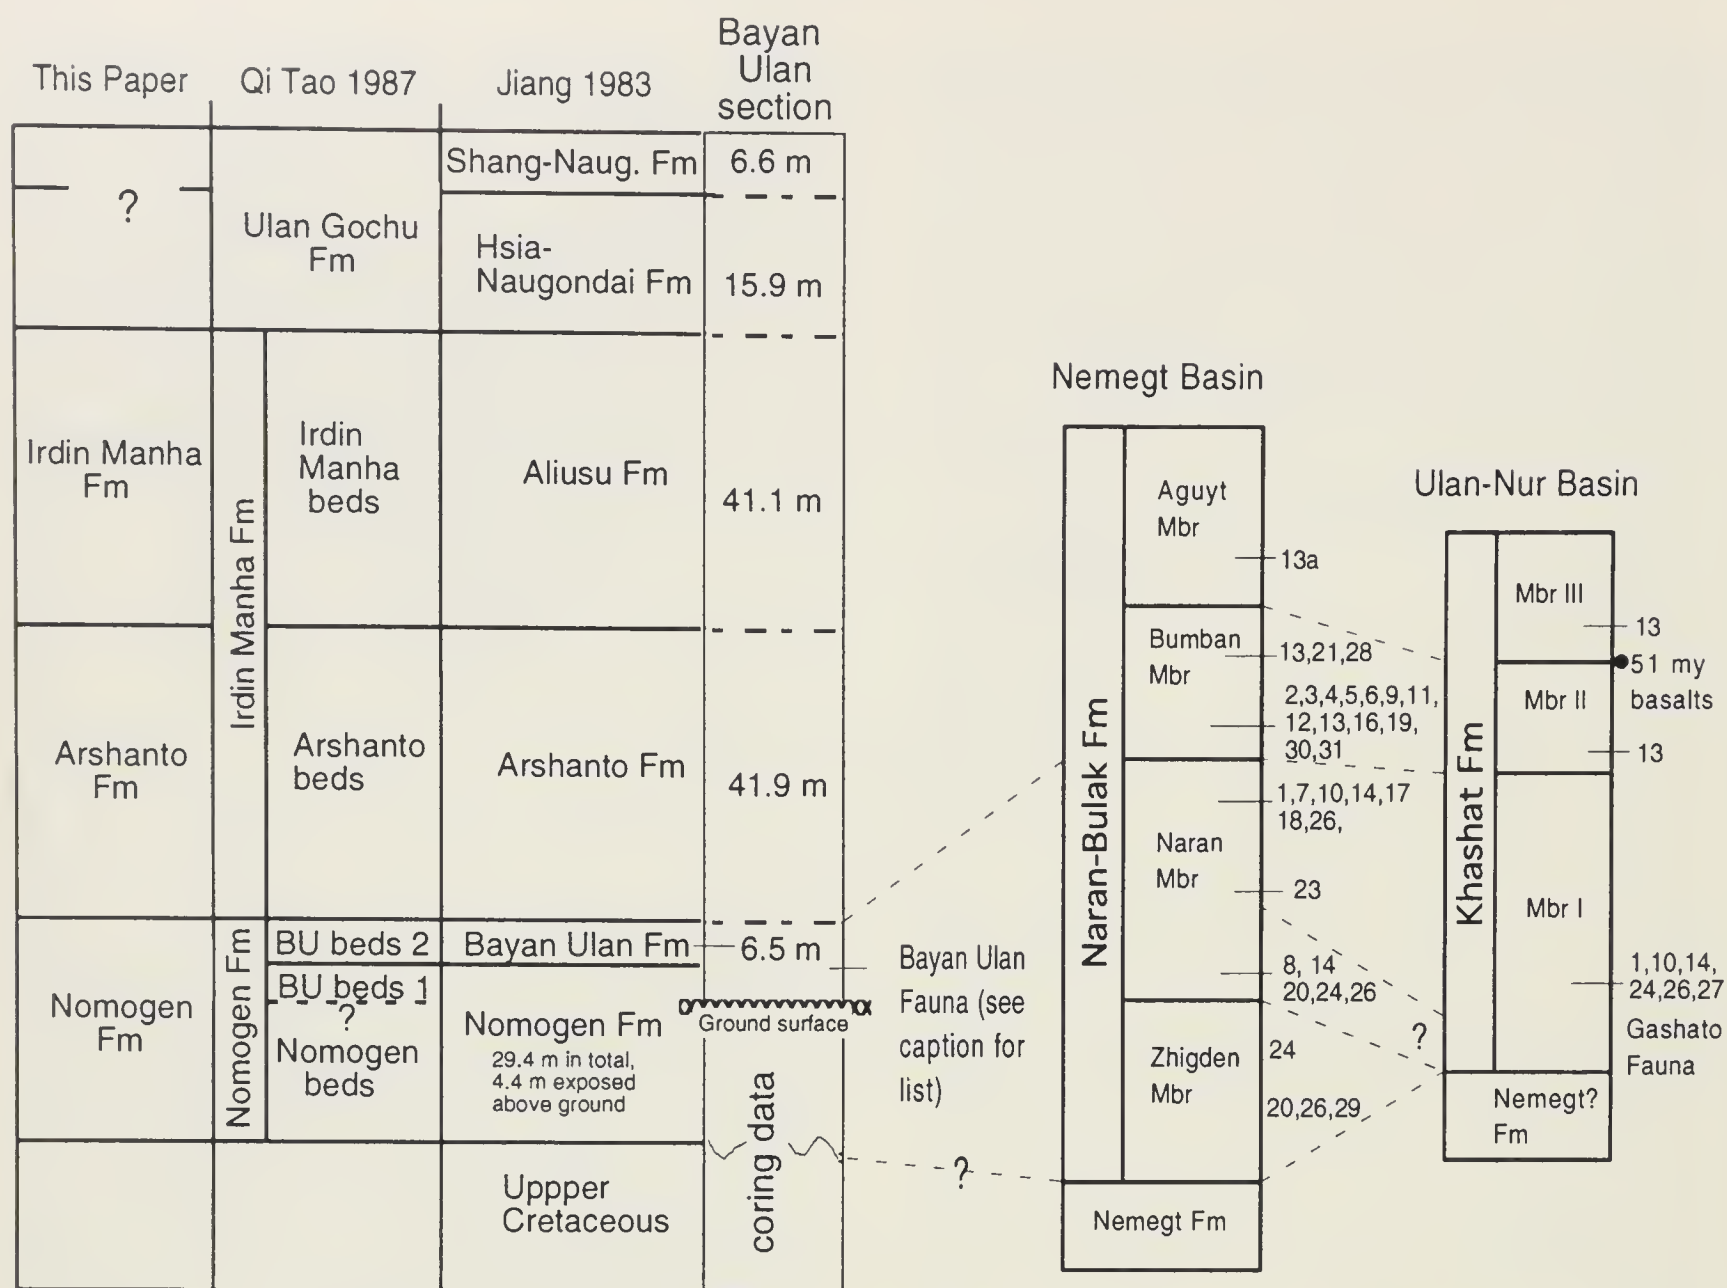 This Paper
Qi Tao 1987
Jiang 1983
Bayan
Ulan
section
?
Ulan Gochu
Fm
Shang-Naug. Fm
6.6 m
Hsia-
Naugondai Fm
15.9 m
Irdin Manha
Fm
Irdin Manha Fm
Irdin
Manha
beds
Aliusu Fm
41.1 m
Arshanto
Fm
Arshanto
beds
Arshanto Fm
41.9 m
Nomogen
Fm
Nomogen Fm
BU beds 2
Bayan Ulan Fm
6.5 m
BU beds 1
?
Nomogen
beds
Nomogen Fm
29.4 m in total,
4.4 m exposed
above ground
Ground surface
coring data
Uppper
Cretaceous
Bayan Ulan
Fauna (see
caption for
list)
?
Nemegt Basin
Naran-Bulak Fm
Aguyt
Mbr
13a
Bumban
Mbr
13,21,28
2,3,4,5,6,9,11,
12,13,16,19,
30,31
Naran
Mbr
1,7,10,14,17
18,26,
23
8, 14
20,24,26
Zhigden
Mbr
24
20,26,29
Nemegt Fm
?
Ulan-Nur Basin
Khashat Fm
Mbr III
13
51 my
basalts
Mbr II
13
Mbr I
1,10,14,
24,26,27
Gashato
Fauna
Nemegt?
Fm